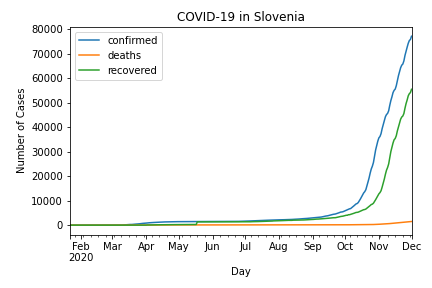 COVID-19 in Slovenia
confirmed
deaths
recovered
Number of Cases
80000
70000
60000
50000
40000
30000
20000
10000
0
Feb Mar Apr May Jun Jul Aug Sep Oct Nov Dec
2020
Day